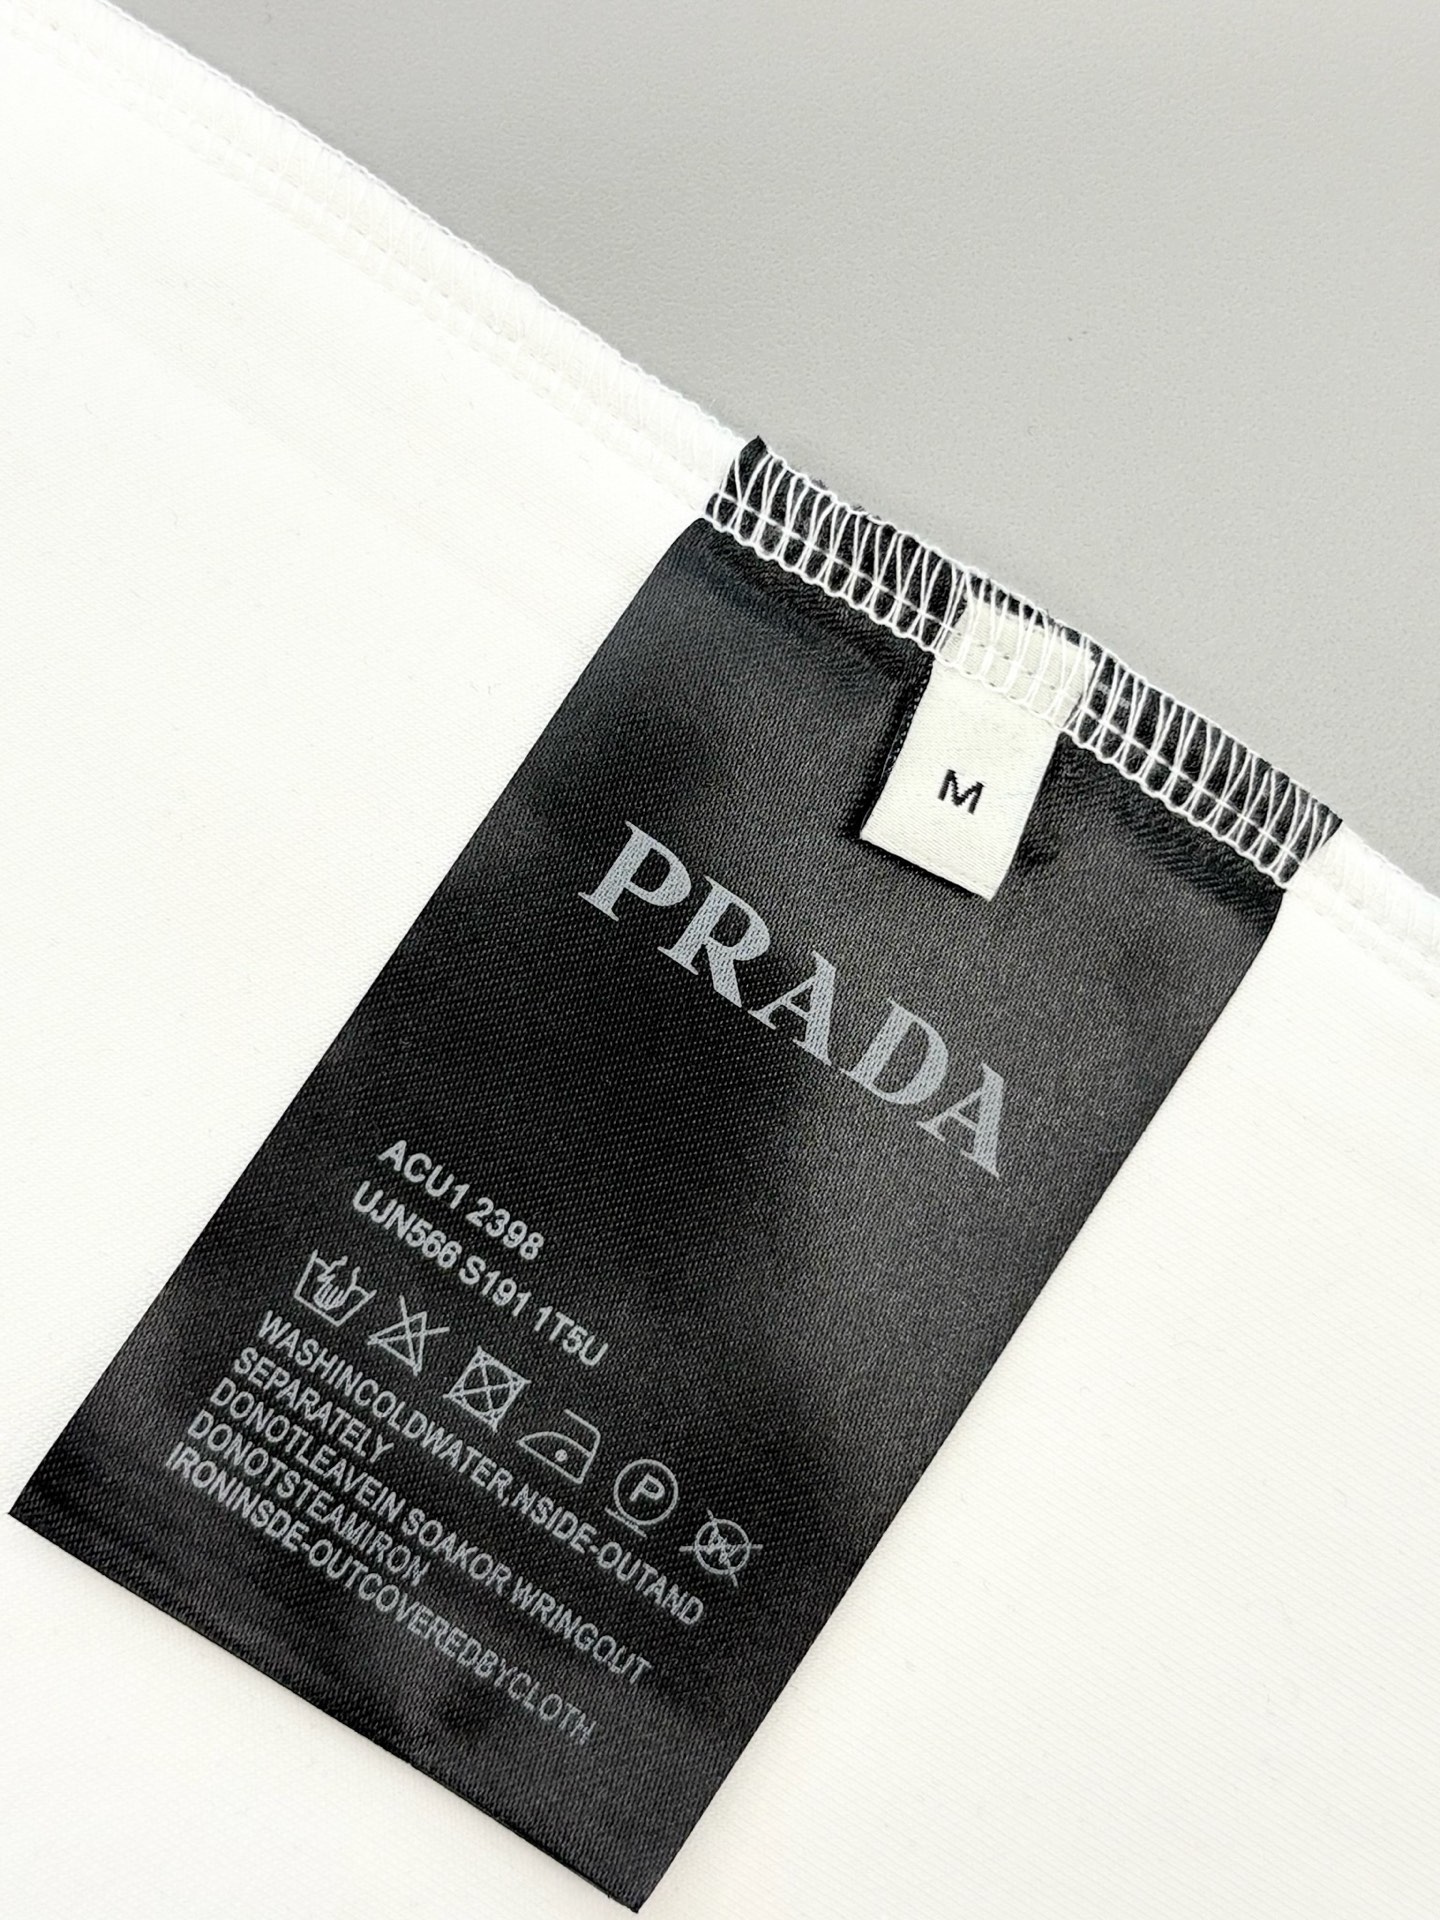 M
PRADA
ACU1 2398
UJN566 S191 1T5U
P
W
WASHINCOLDWATER,NSIDE-OUTAND
SEPARATELY
DONOTLEAVEIN SOAKOR WRINGOUT
DONOTSTEAMIRON
IRONINSDE-OUTCOVEREDBYCLOTH